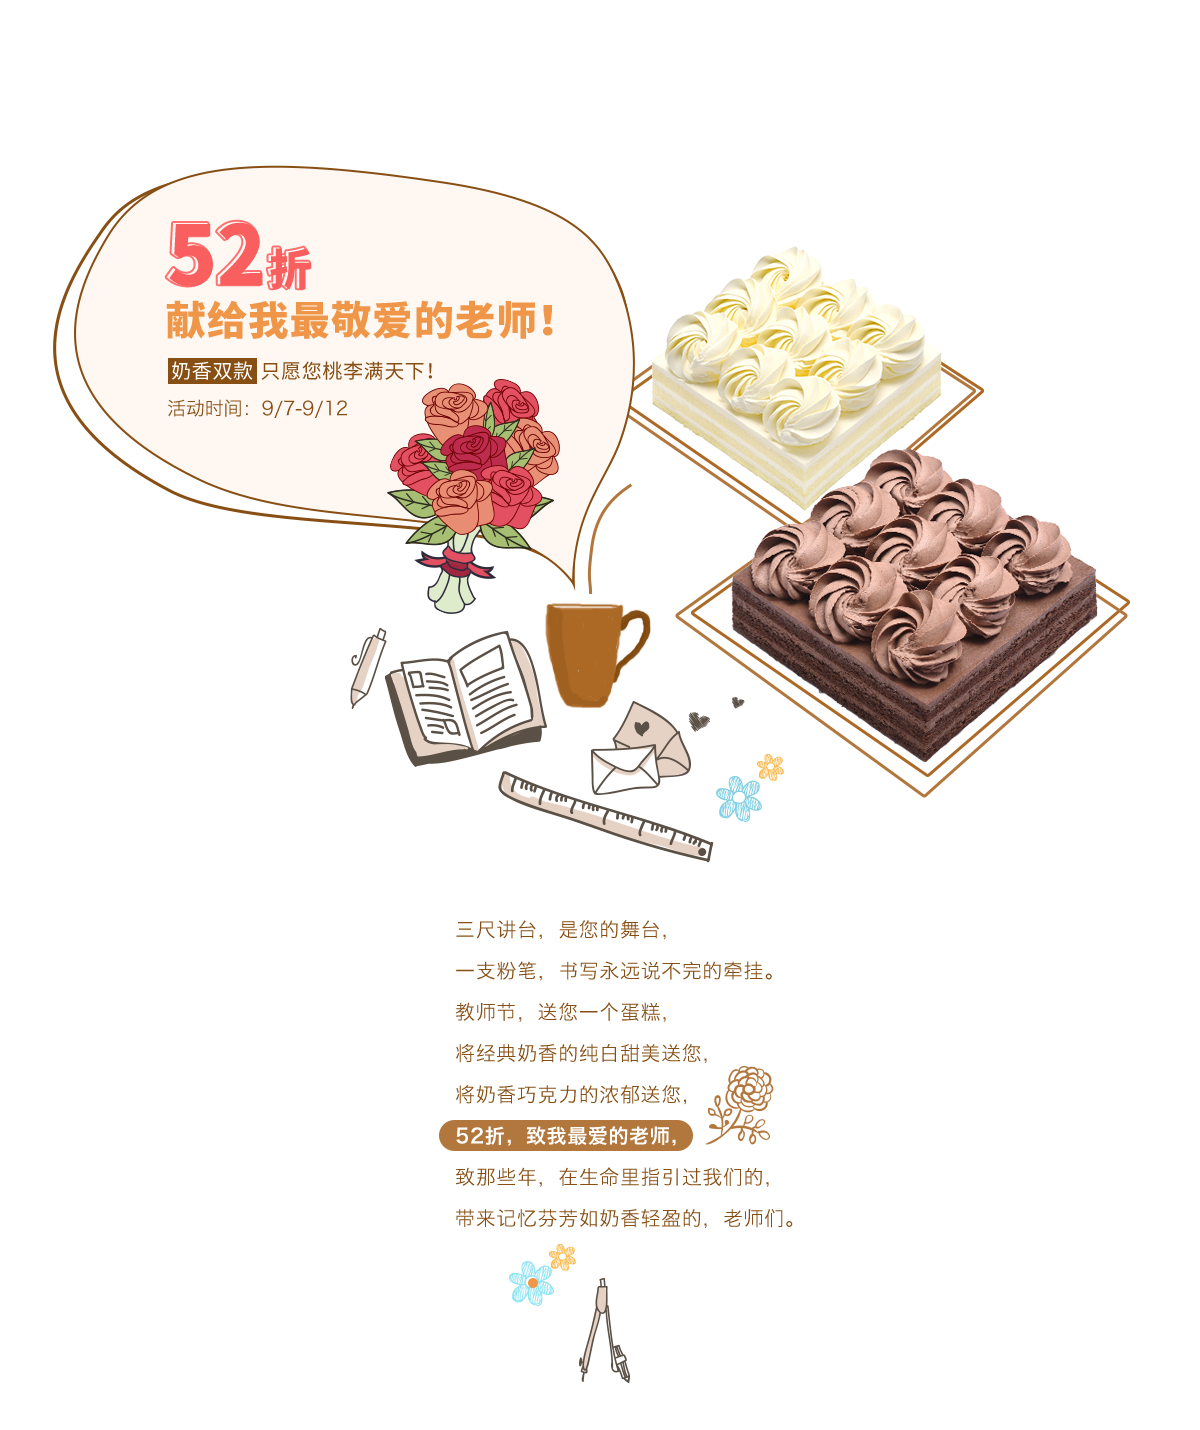 52折
献给我最敬爱的老师！
奶香双款 只愿您桃李满天下！
活动时间：9/7-9/12
三尺讲台，是您的舞台，
一支粉笔，书写永远说不完的牵挂。
教师节，送您一个蛋糕，
将经典奶香的纯白甜美送您，
将奶香巧克力的浓郁送您，
52折，致我最爱的老师，
致那些年，在生命里指引过我们的，
带来记忆芬芳如奶香轻盈的，老师们。